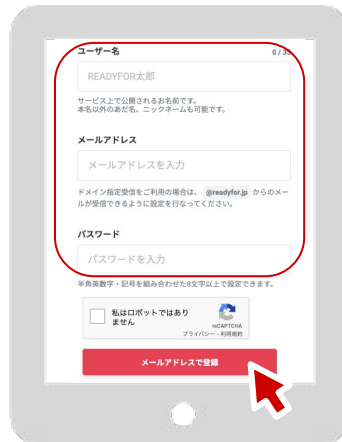 ユーザー名 0 / 30
READYFOR太郎
サービス上で公開されるお名前です。
本名以外のあだ名、ニックネームも可能です。
メールアドレス
メールアドレスを入力
ドメイン指定受信をご利用の場合は、 @readyfor.jp からのメー
ルが受信できるように設定を行なってください。
パスワード
パスワードを入力
半角英数字・記号を組み合わせた8文字以上で設定できます。
私はロボットではあり
ません
reCAPTCHA
プライバシー - 利用規約
メールアドレスで登録